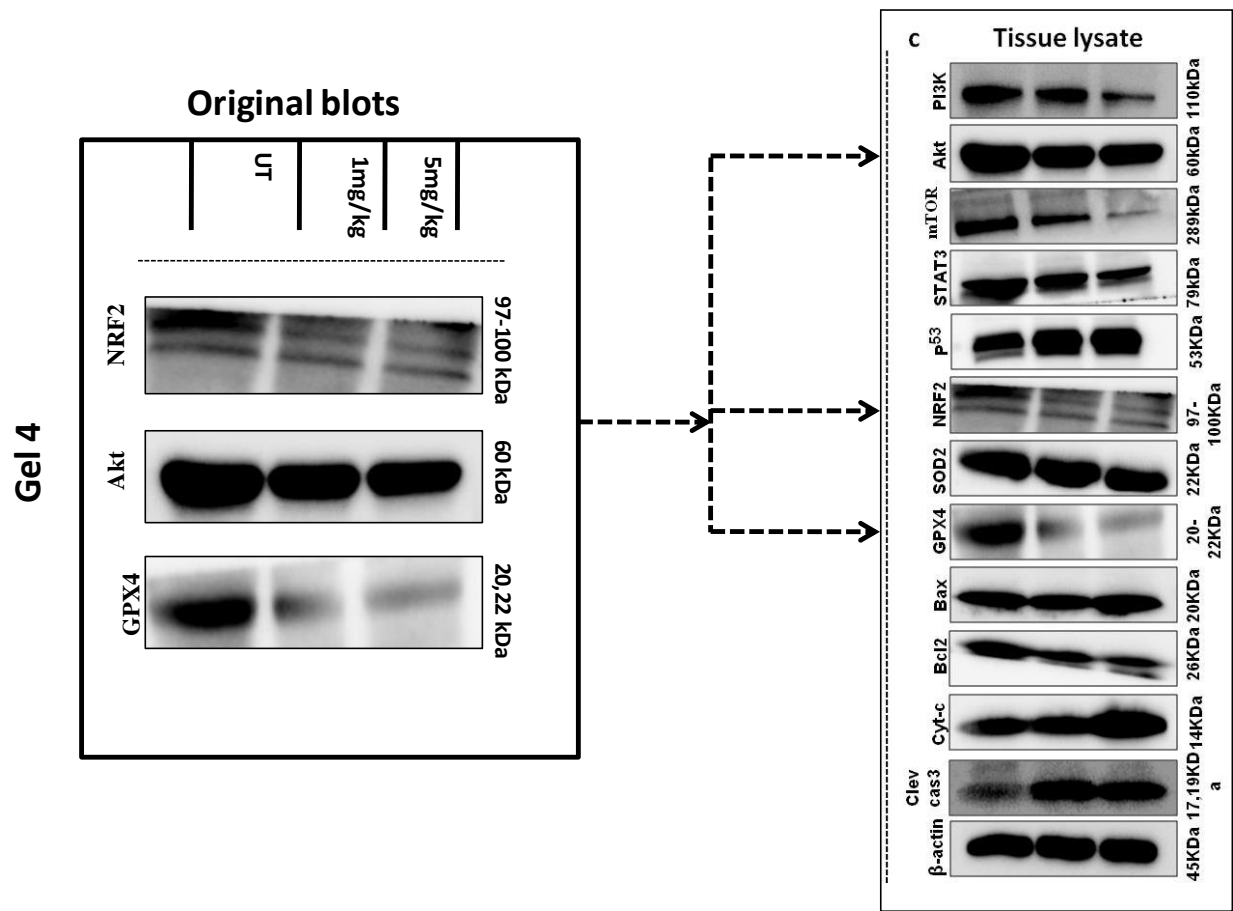 Original blots
UT
1mg/kg
5mg/kg
Gel 4
NRF2
97-100 kDa
Akt
60 kDa
GPX4
20,22 kDa
c
Tissue lysate
PI3K
110kDa
Akt
60kDa
mTOR
289kDa
STAT3
79kDa
P53
53KDa
NRF2
97-
100KDa
SOD2
22KDa
GPX4
20-
22KDa
Bax
20KDa
Bcl2
26KDa
Cyt-c
14KDa
Clev
cas3
17,19KD
a
β-actin
45KDa